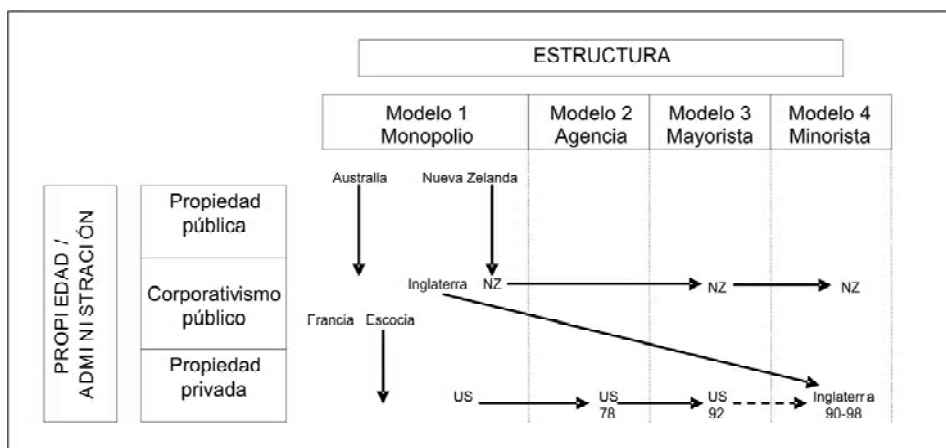 ESTRUCTURA
Modelo 1
Monopolio
Modelo 2
Agencia
Modelo 3
Mayorista
Modelo 4
Minorista
PROPIEDAD /
ADMINISTRACIÓN
Propiedad
pública
Corporativismo
público
Propiedad
privada
Australia
Nueva Zelanda
Inglaterra
NZ
NZ
NZ
Francia
Escocia
US
US
78
US
92
Inglaterra
90-98